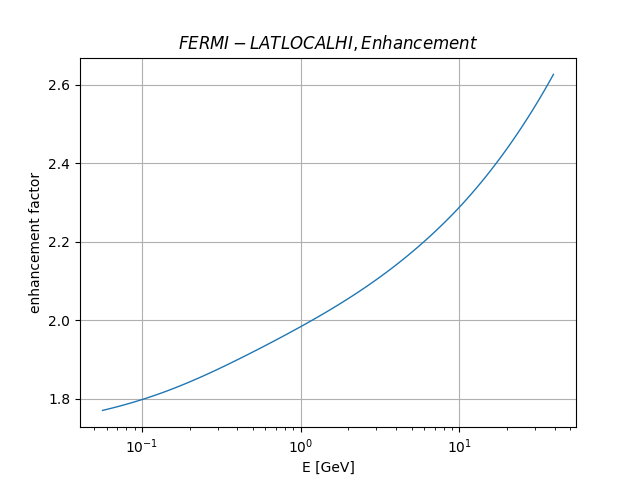 FERMI − LATLOCALHI, Enhancement
enhancement factor
2.6
2.4
2.2
2.0
1.8
10⁻¹ 10⁰ 10¹
E [GeV]